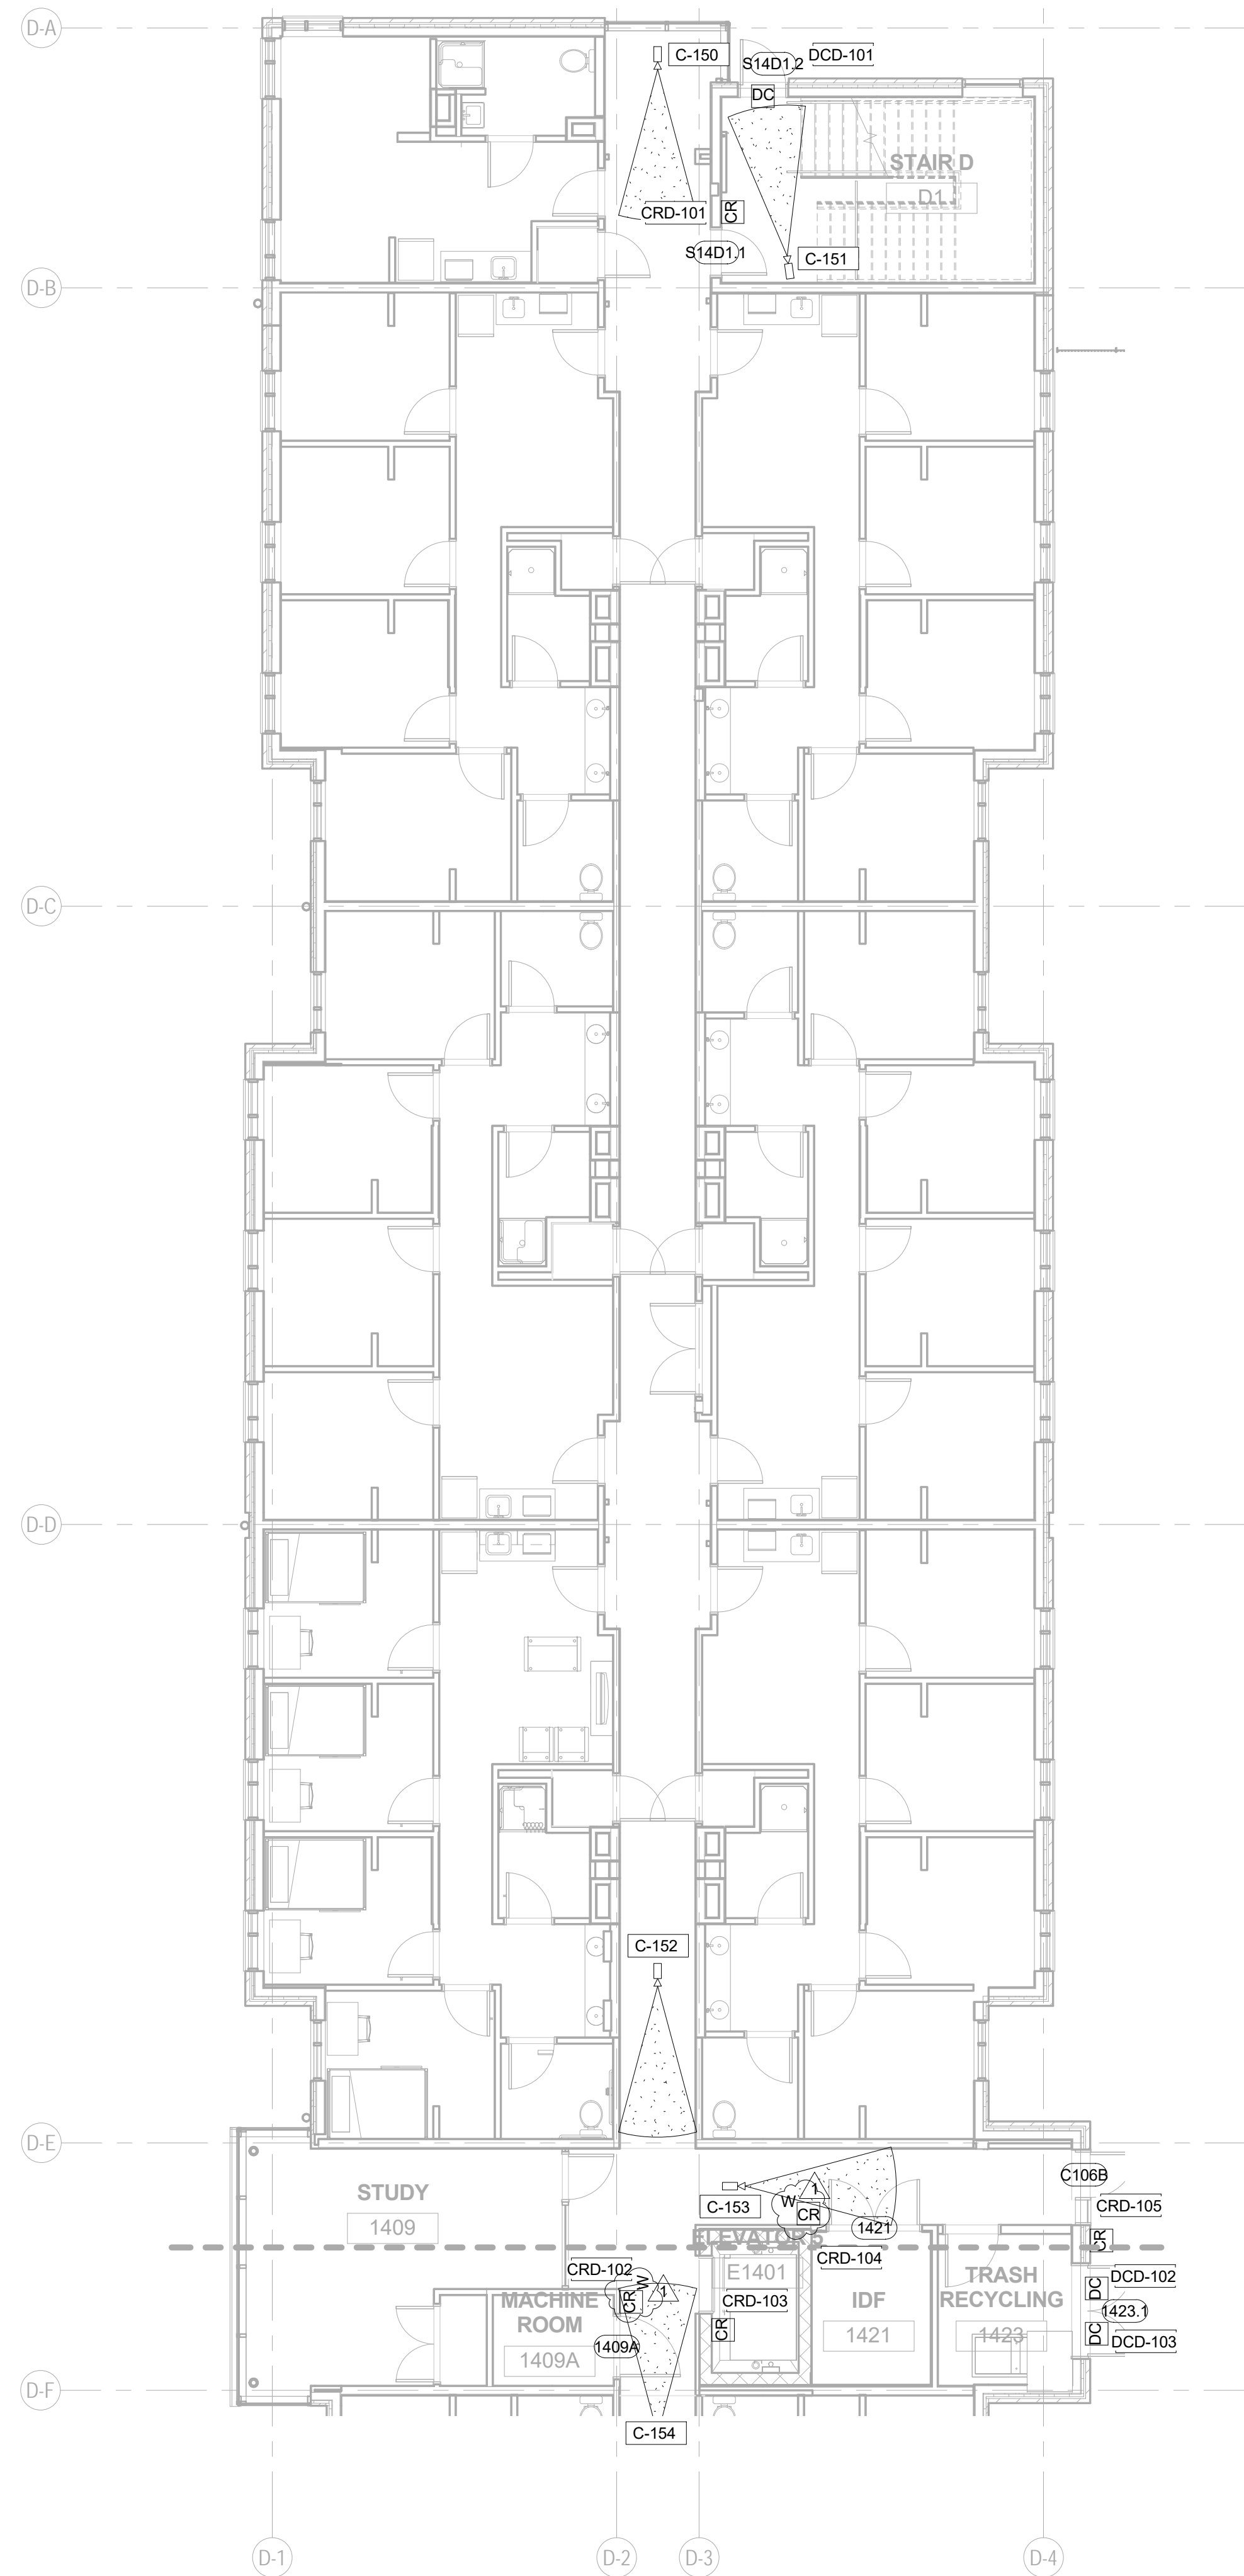 D-A
C-150
S14D1.2
DCD-101
DC
STAIR D
D1
CRD-101
CR
S14D1.1
C-151
D-B
D-C
D-D
C-152
D-E
C106B
STUDY
1409
C-153
W
1
CR
1421
CRD-105
CR
ELEVATORS
E1401
CRD-102
CRD-104
W
1
CR
MACHINE
ROOM
1409A
1409A
CRD-103
CR
IDF
1421
TRASH
RECYCLING
1423
DC
DCD-102
1423.1
DC
DCD-103
D-F
C-154
D-1
D-2
D-3
D-4